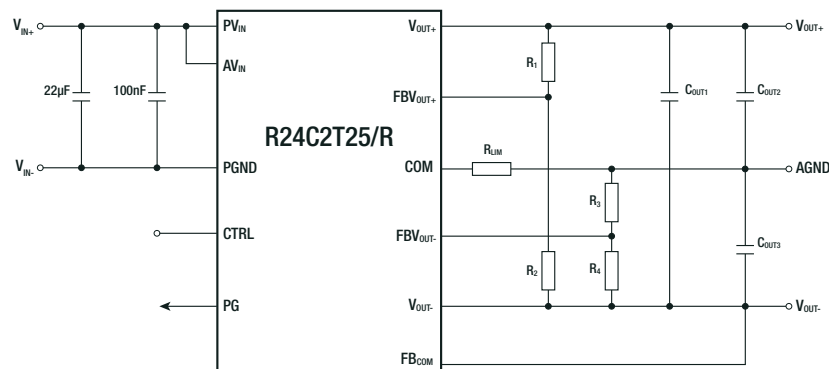 VIN+
22µF
100nF
VIN-
PVIN
AVIN
PGND
CTRL
PG
R24C2T25/R
VOUT+
FBVOUT+
COM
FBVOUT-
VOUT-
FBCOM
R1
RLIM
R3
R2
R4
COUT1
COUT2
COUT3
VOUT+
AGND
VOUT-